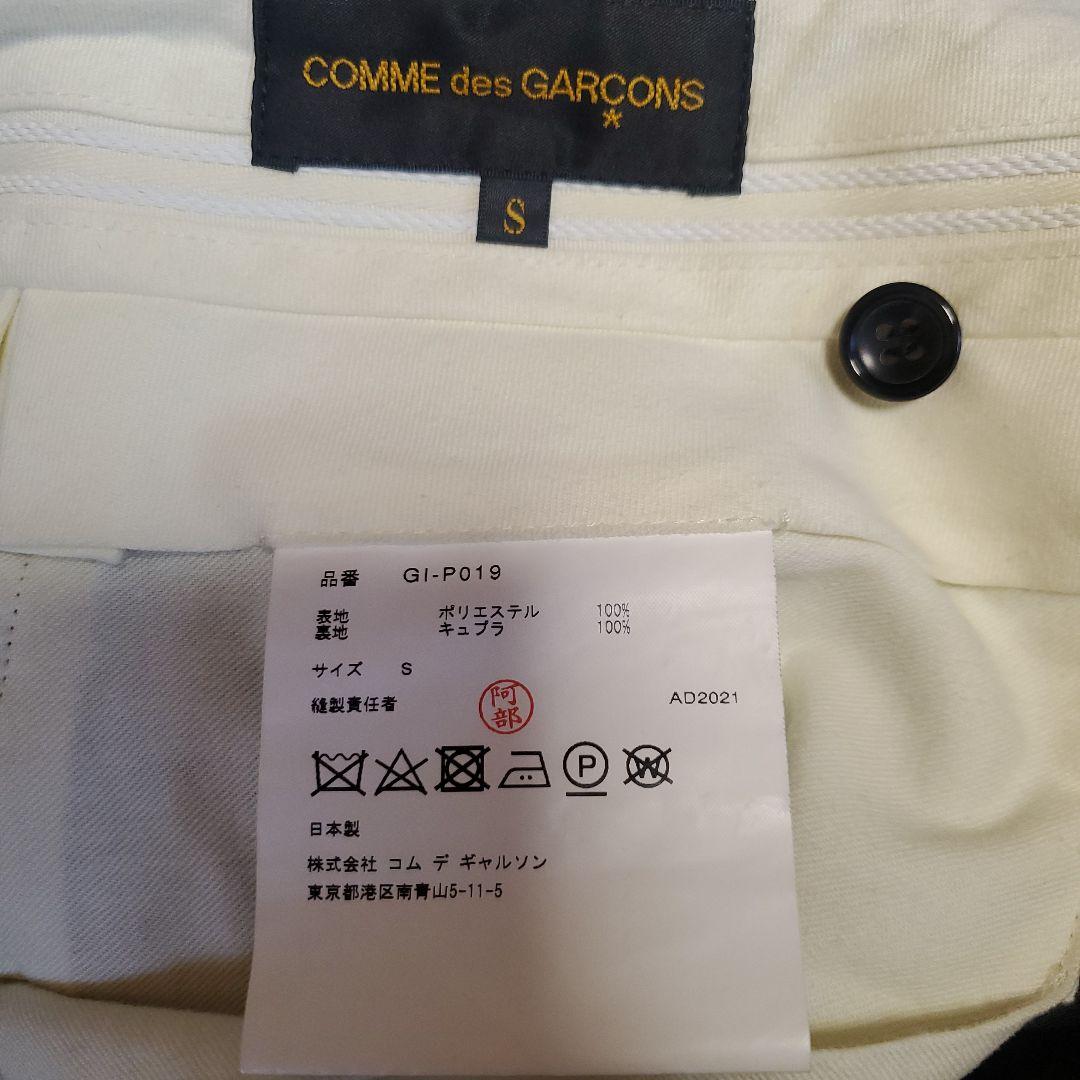 COMME des GARÇONS
*
S
品番 GI-P019
表地 ポリエステル 100%
裏地 キュプラ 100%
サイズ S
縫製責任者 阿部 AD2021
P W
日本製
株式会社 コム デ ギャルソン
東京都港区南青山5-11-5